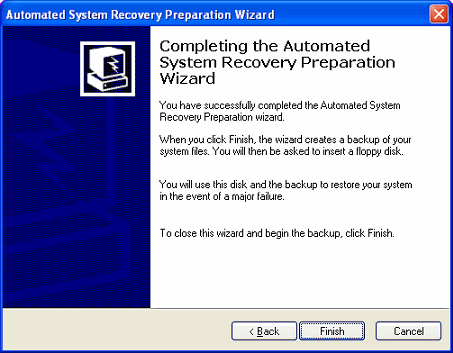 Automated System Recovery Preparation Wizard
Completing the Automated
System Recovery Preparation
Wizard
You have successfully completed the Automated System
Recovery Preparation wizard.
When you click Finish, the wizard creates a backup of your
system files. You will then be asked to insert a floppy disk.
You will use this disk and the backup to restore your system
in the event of a major failure.
To close this wizard and begin the backup, click Finish.
< Back
Finish
Cancel